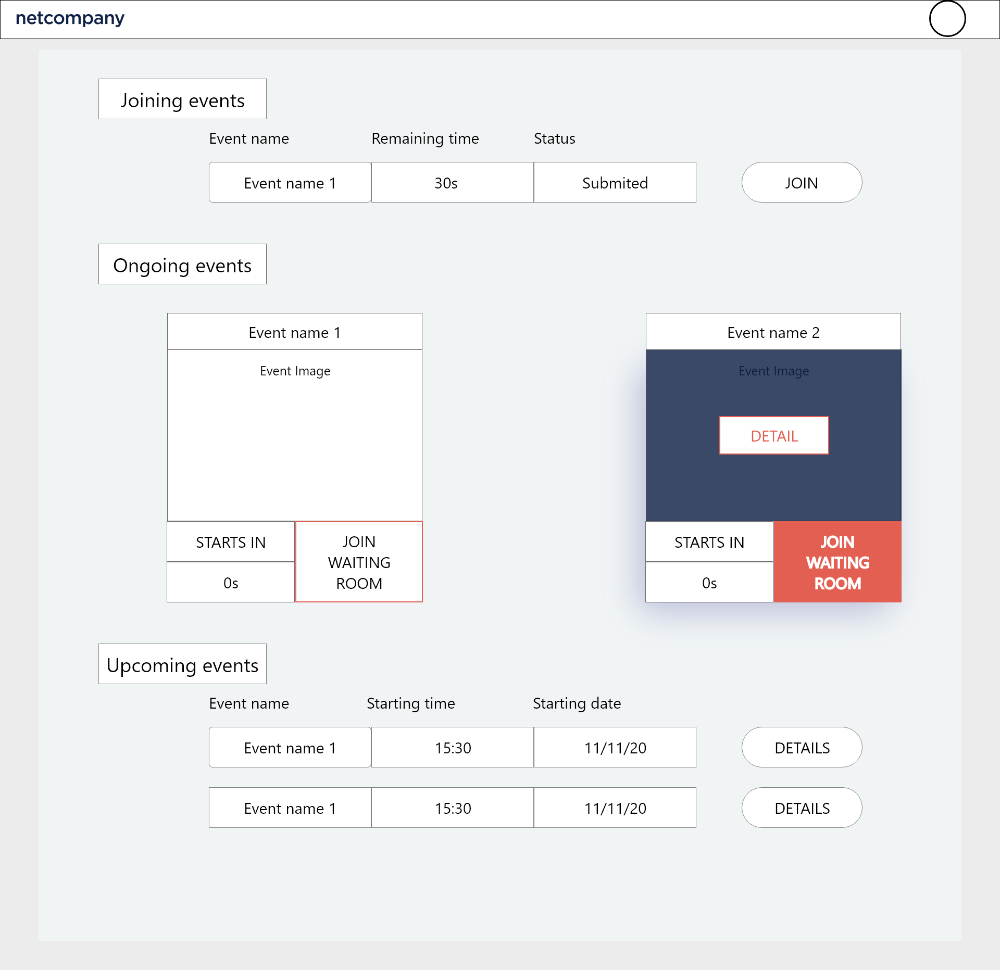 netcompany
Joining events
Event name Remaining time Status
Event name 1 30s Submited JOIN
Ongoing events
Event name 1
Event Image
STARTS IN
0s
JOIN
WAITING
ROOM
Event name 2
Event Image
DETAIL
STARTS IN
0s
JOIN
WAITING
ROOM
Upcoming events
Event name Starting time Starting date
Event name 1 15:30 11/11/20 DETAILS
Event name 1 15:30 11/11/20 DETAILS